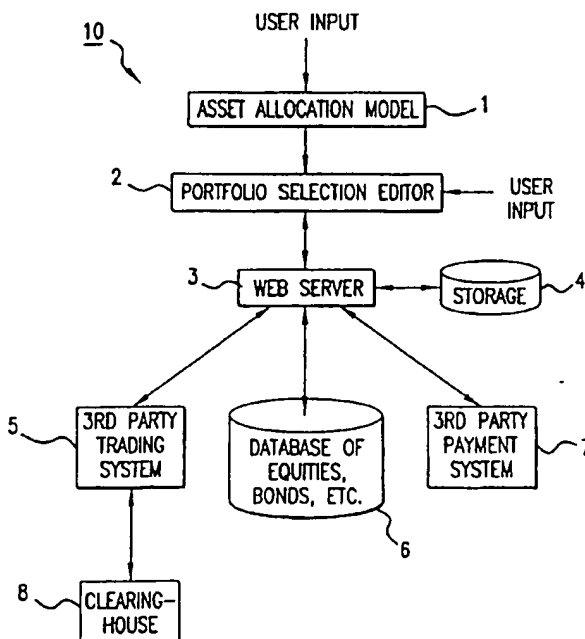 USER INPUT
10
ASSET ALLOCATION MODEL
1
2
PORTFOLIO SELECTION EDITOR
USER
INPUT
3
WEB SERVER
STORAGE
4
5
3RD PARTY
TRADING
SYSTEM
DATABASE OF
EQUITIES,
BONDS, ETC.
6
3RD PARTY
PAYMENT
SYSTEM
7
8
CLEARING-
HOUSE